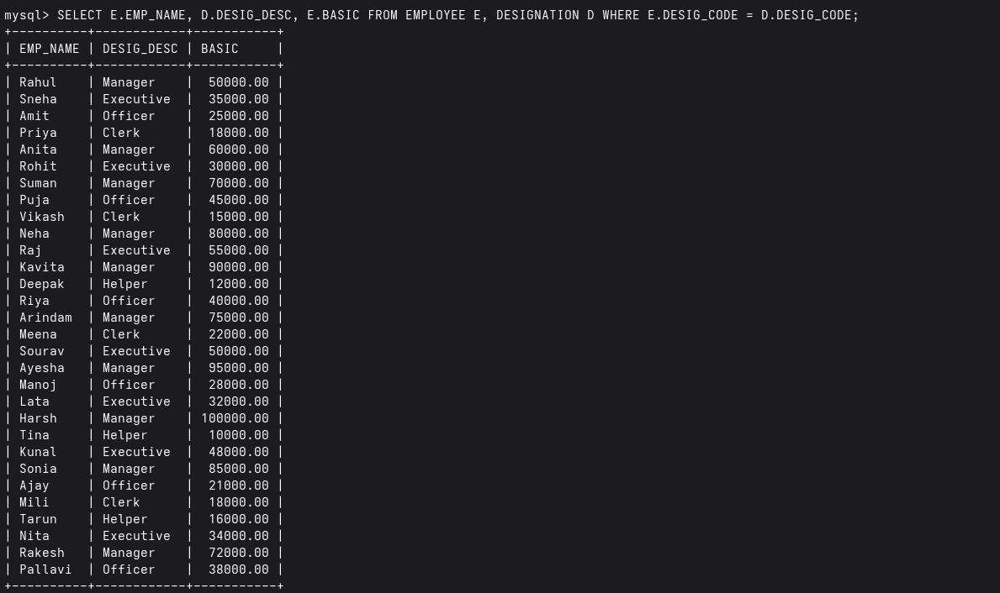 mysql> SELECT E.EMP_NAME, D.DESIG_DESC, E.BASIC FROM EMPLOYEE E, DESIGNATION D WHERE E.DESIG_CODE = D.DESIG_CODE;
+----------+------------+-----------+
| EMP_NAME | DESIG_DESC | BASIC     |
+----------+------------+-----------+
| Rahul    | Manager    |  50000.00 |
| Sneha    | Executive  |  35000.00 |
| Amit     | Officer    |  25000.00 |
| Priya    | Clerk      |  18000.00 |
| Anita    | Manager    |  60000.00 |
| Rohit    | Executive  |  30000.00 |
| Suman    | Manager    |  70000.00 |
| Puja     | Officer    |  45000.00 |
| Vikash   | Clerk      |  15000.00 |
| Neha     | Manager    |  80000.00 |
| Raj      | Executive  |  55000.00 |
| Kavita   | Manager    |  90000.00 |
| Deepak   | Helper     |  12000.00 |
| Riya     | Officer    |  40000.00 |
| Arindam  | Manager    |  75000.00 |
| Meena    | Clerk      |  22000.00 |
| Sourav   | Executive  |  50000.00 |
| Ayesha   | Manager    |  95000.00 |
| Manoj    | Officer    |  28000.00 |
| Lata     | Executive  |  32000.00 |
| Harsh    | Manager    | 100000.00 |
| Tina     | Helper     |  10000.00 |
| Kunal    | Executive  |  48000.00 |
| Sonia    | Manager    |  85000.00 |
| Ajay     | Officer    |  21000.00 |
| Mili     | Clerk      |  18000.00 |
| Tarun    | Helper     |  16000.00 |
| Nita     | Executive  |  34000.00 |
| Rakesh   | Manager    |  72000.00 |
| Pallavi  | Officer    |  38000.00 |
+----------+------------+-----------+